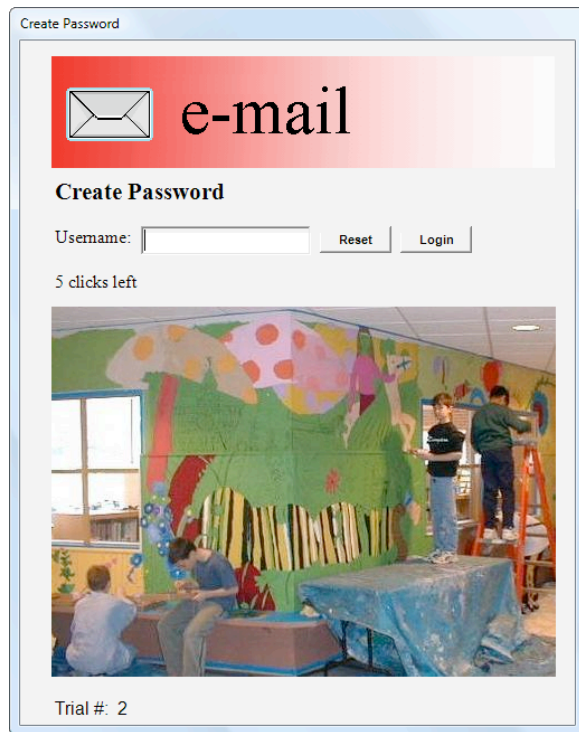 Create Password
e-mail
Create Password
Username: Reset Login
5 clicks left
Trial #: 2